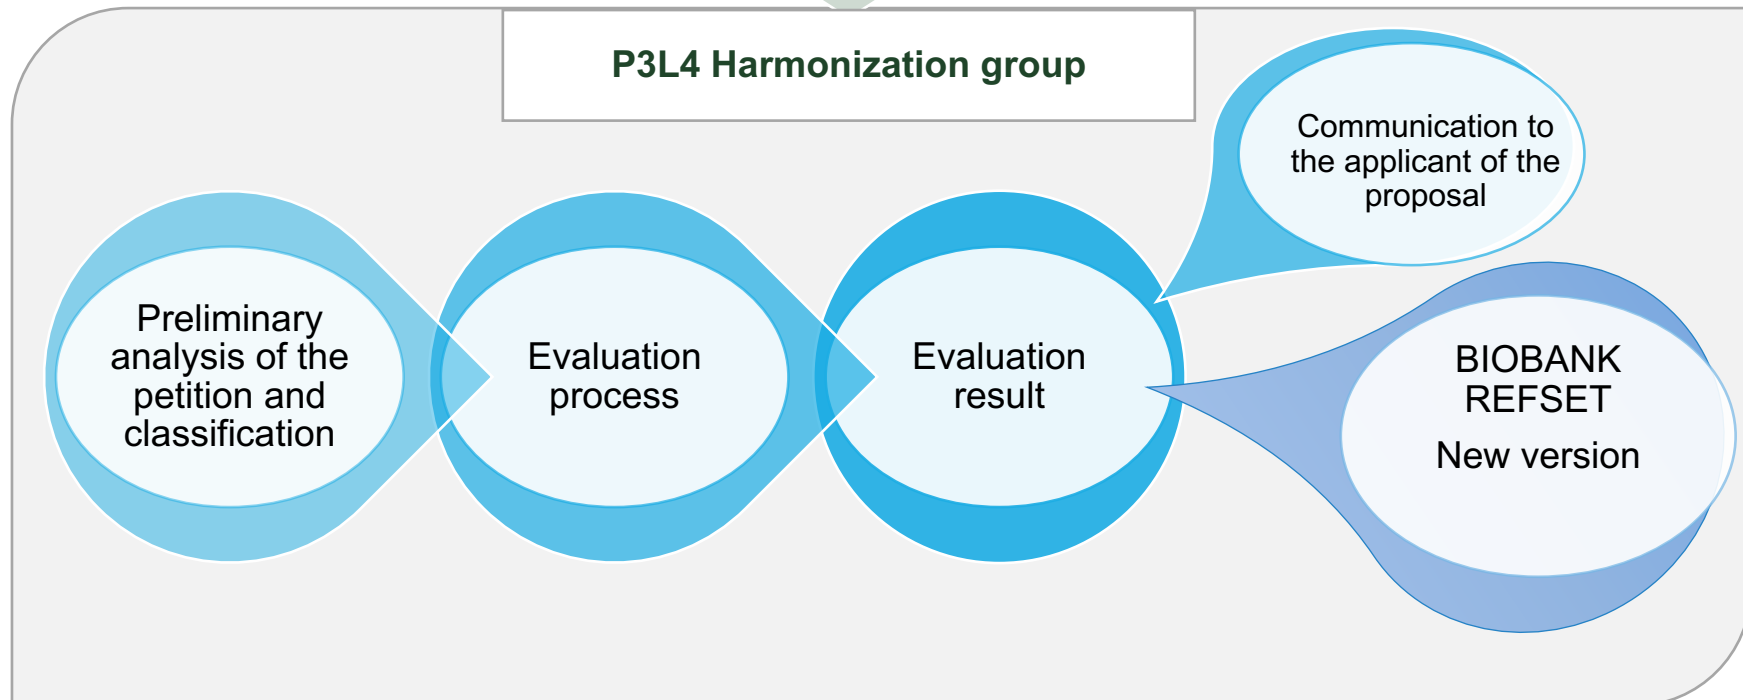 P3L4 Harmonization group
Preliminary
analysis of the
petition and
classification
Evaluation
process
Evaluation
result
Communication to
the applicant of the
proposal
BIOBANK
REFSET
New version